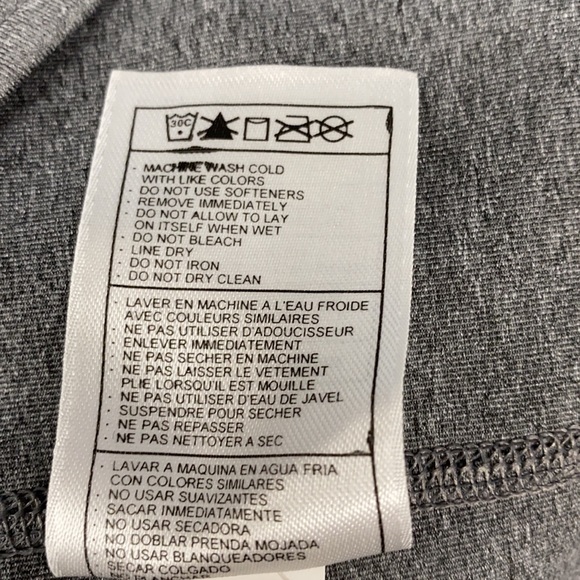 30C
- MACHINE WASH COLD
WITH LIKE COLORS
- DO NOT USE SOFTENERS
- REMOVE IMMEDIATELY
- DO NOT ALLOW TO LAY
ON ITSELF WHEN WET
- DO NOT BLEACH
- LINE DRY
- DO NOT IRON
- DO NOT DRY CLEAN
- LAVER EN MACHINE A L'EAU FROIDE
AVEC COULEURS SIMILAIRES
- NE PAS UTILISER D'ADOUCISSEUR
- ENLEVER IMMEDIATEMENT
- NE PAS SECHER EN MACHINE
- NE PAS LAISSER LE VETEMENT
PLIE LORSQU'IL EST MOUILLE
- NE PAS UTILISER D'EAU DE JAVEL
- SUSPENDRE POUR SECHER
- NE PAS REPASSER
- NE PAS NETTOYER A SEC
- LAVAR A MAQUINA EN AGUA FRIA
CON COLORES SIMILARES
- NO USAR SUAVIZANTES
- SACAR INMEDIATAMENTE
- NO USAR SECADORA
- NO DOBLAR PRENDA MOJADA
- NO USAR BLANQUEADORES
SECAR COLGADO